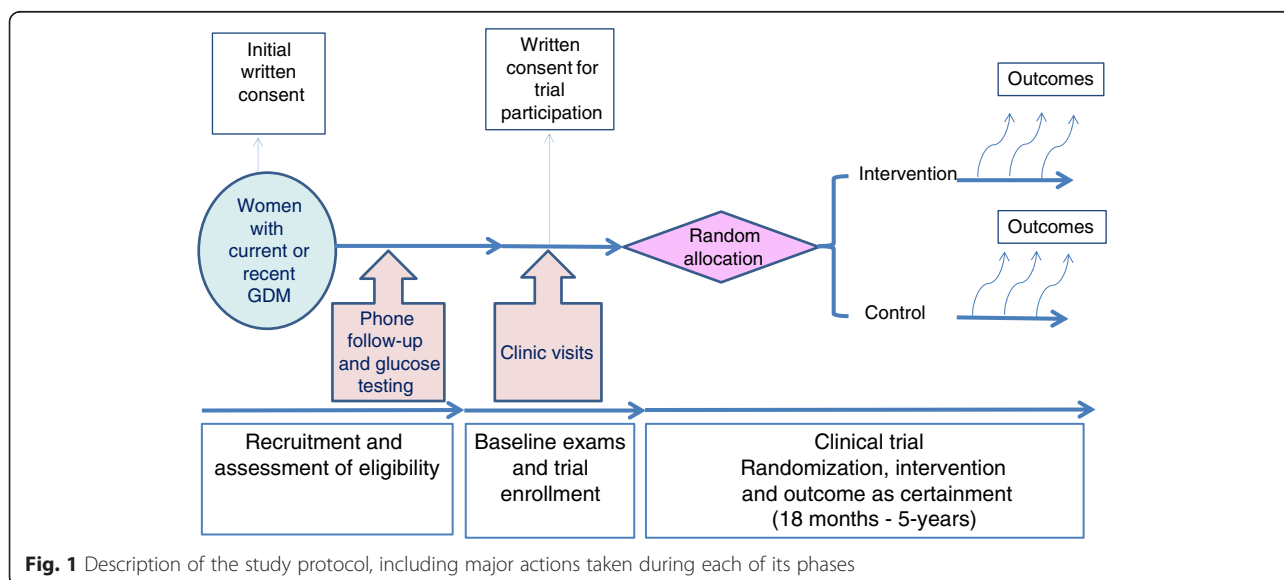 Initial
written
consent
Written
consent for
trial
participation
Outcomes
Women
with
current or
recent
GDM
Random
allocation
Intervention
Outcomes
Control
Phone
follow-up
and glucose
testing
Clinic visits
Recruitment and
assessment of eligibility
Baseline exams
and trial
enrollment
Clinical trial
Randomization, intervention
and outcome as certainment
(18 months - 5-years)
Fig. 1 Description of the study protocol, including major actions taken during each of its phases